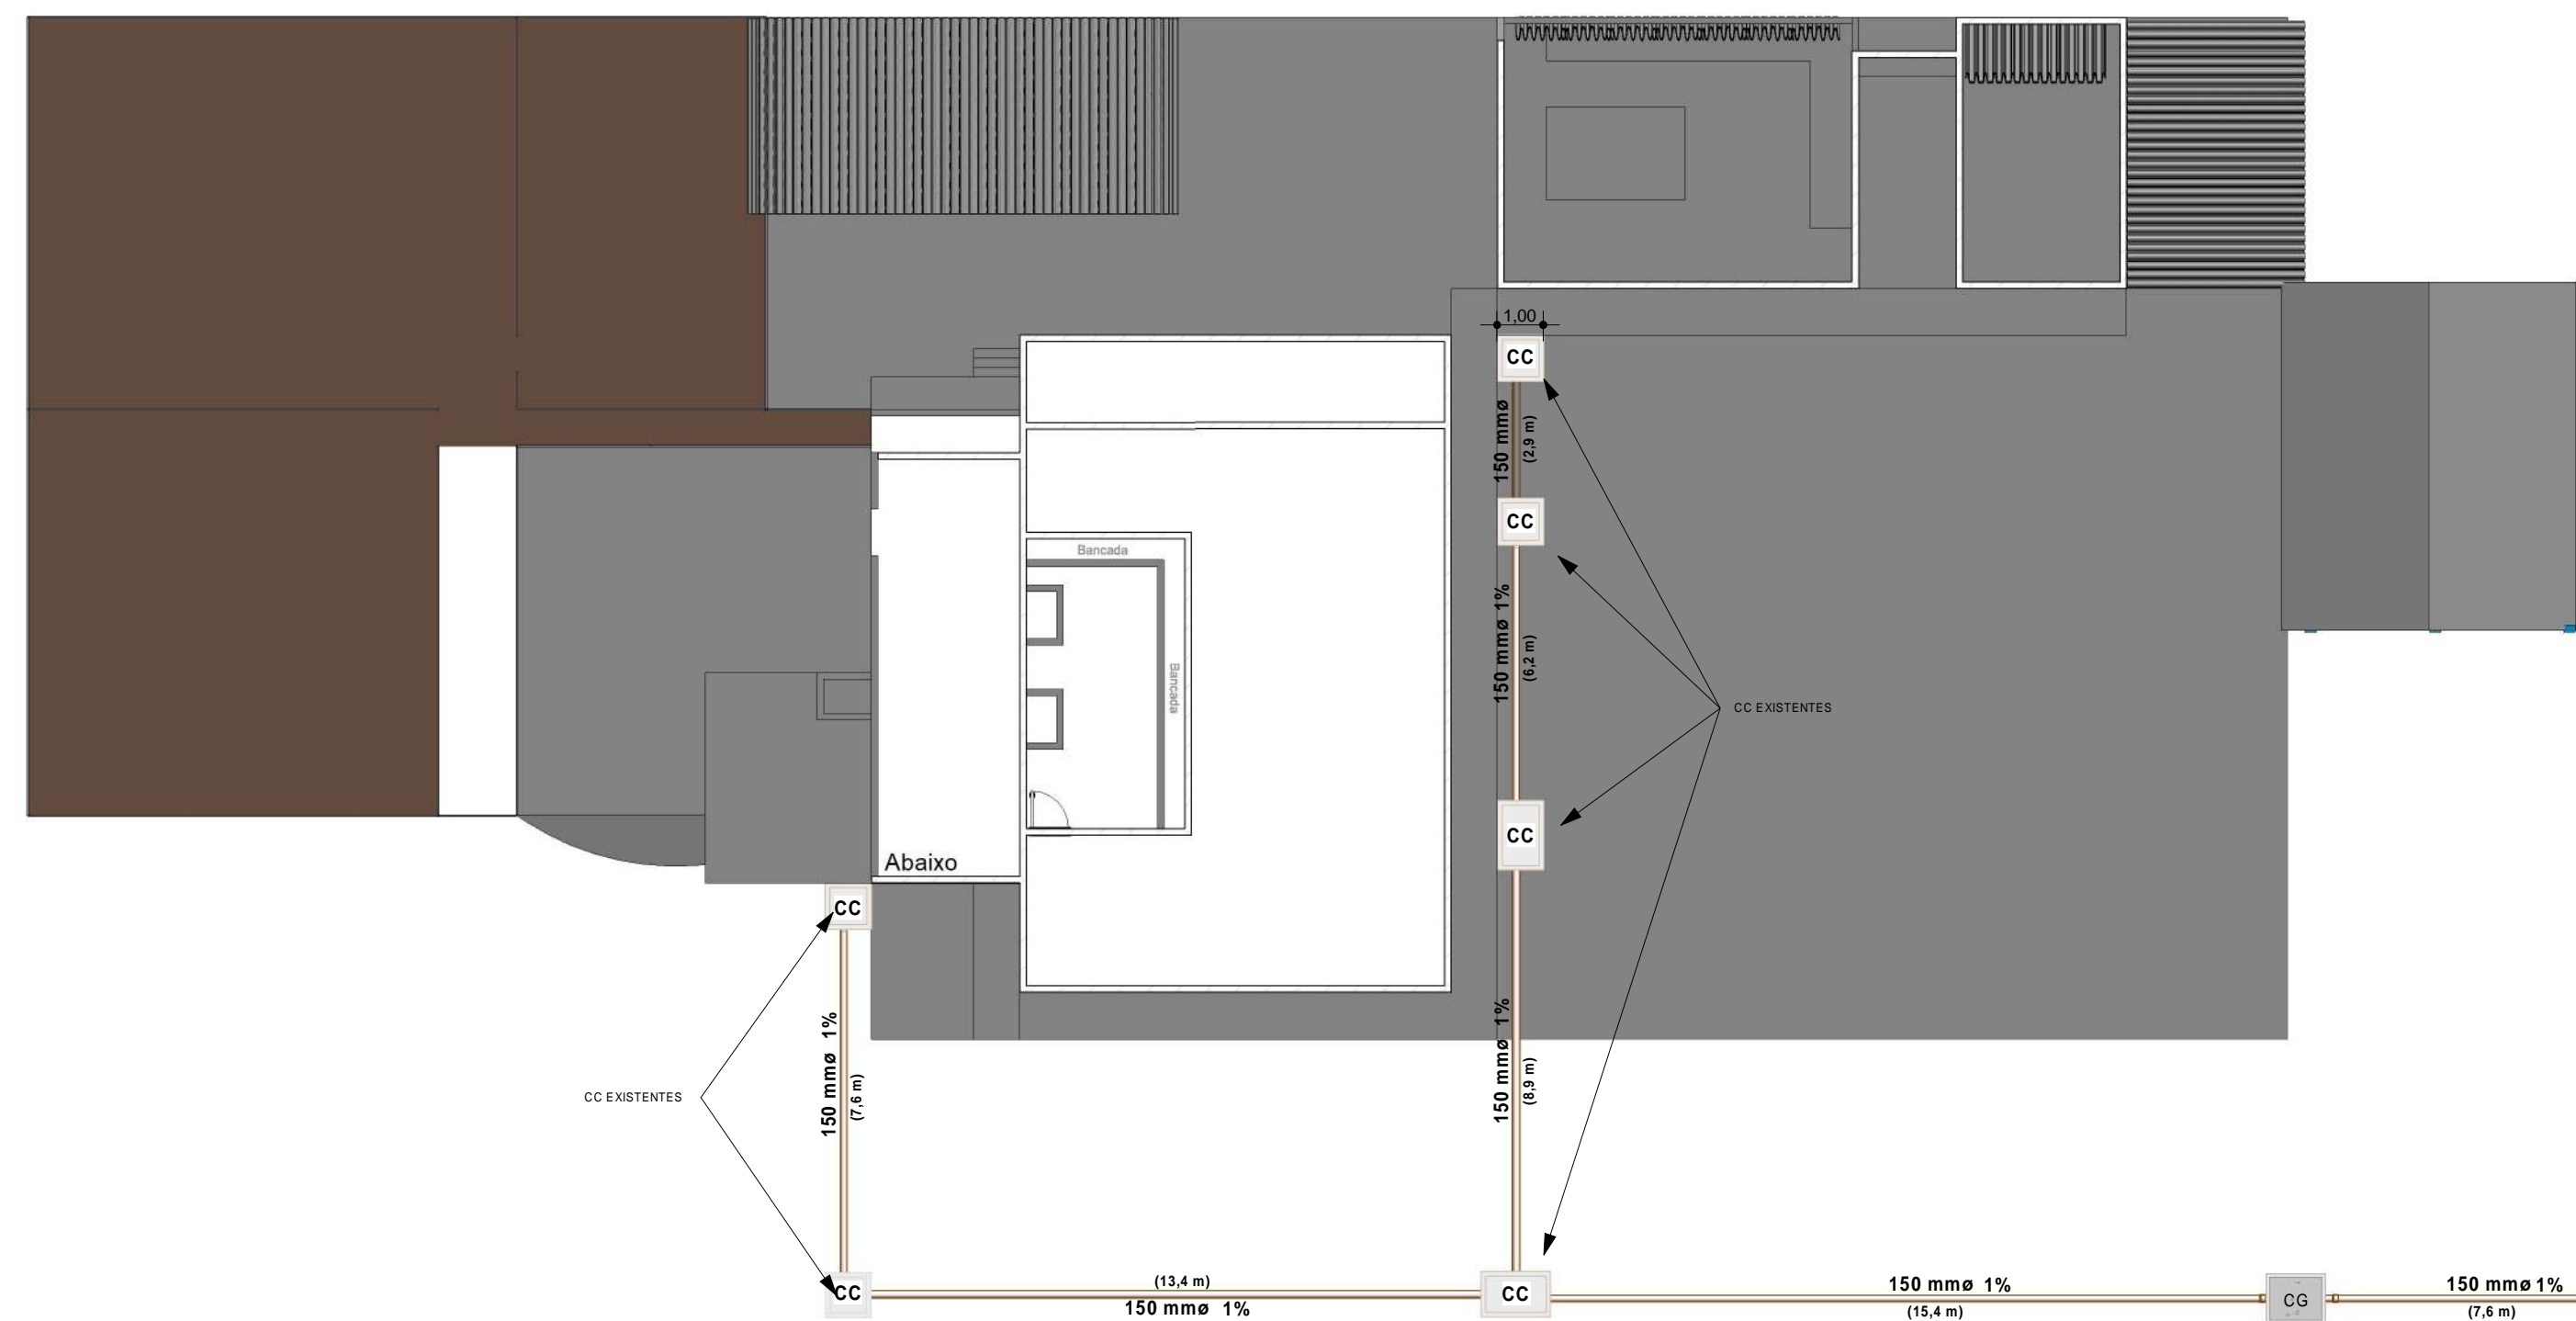 1,00
CC
150 mmø
(2,9 m)
CC
Bancada
150 mmø 1%
(6,2 m)
Bancada
CC EXISTENTES
CC
Abaixo
CC
150 mmø 1%
(8,9 m)
150 mmø 1%
(7,6 m)
CC EXISTENTES
CC
(13,4 m)
150 mmø 1%
CC
150 mmø 1%
(15,4 m)
CG
150 mmø 1%
(7,6 m)